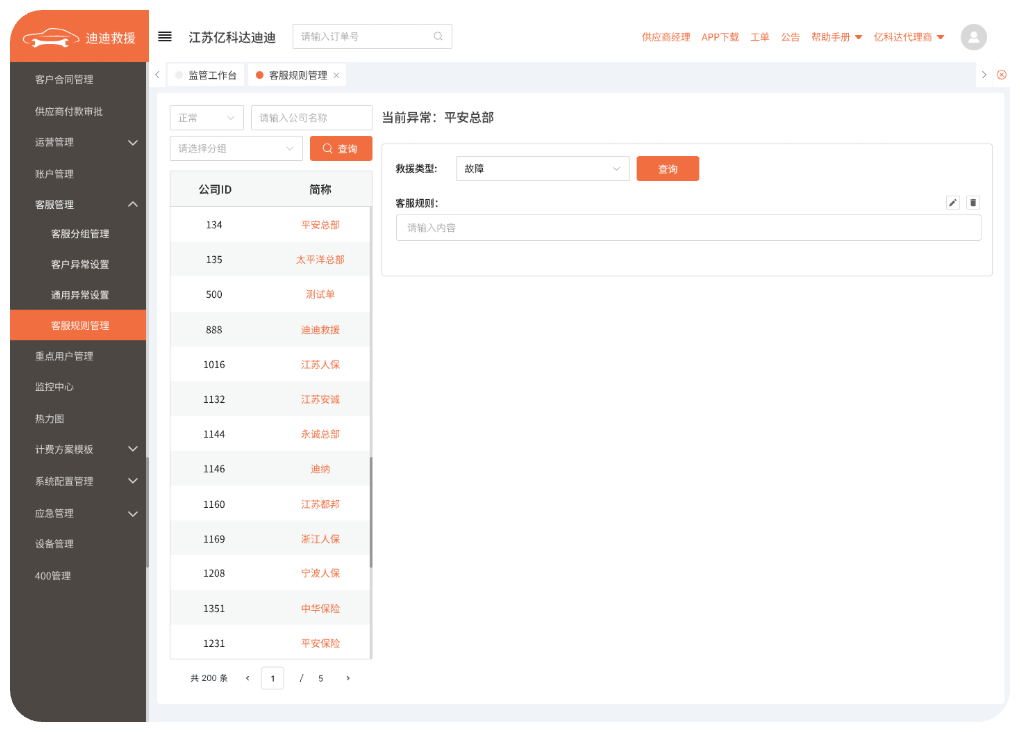 迪迪救援
江苏亿科达迪迪
请输入订单号
供应商经理 APP下载 工单 公告 帮助手册 亿科达代理商
客户合同管理
供应商付款审批
运营管理
账户管理
客服管理
客服分组管理
客户异常设置
通用异常设置
客服规则管理
重点用户管理
监控中心
热力图
计费方案模板
系统配置管理
应急管理
设备管理
400管理
监管工作台 客服规则管理 ×
正常 请输入公司名称
请选择分组 查询
公司ID 简称
134 平安总部
135 太平洋总部
500 测试单
888 迪迪救援
1016 江苏人保
1132 江苏安诚
1144 永诚总部
1146 迪纳
1160 江苏都邦
1169 浙江人保
1208 宁波人保
1351 中华保险
1231 平安保险
共 200 条 < 1 / 5 >
当前异常：平安总部
救援类型: 故障 查询
客服规则：
请输入内容